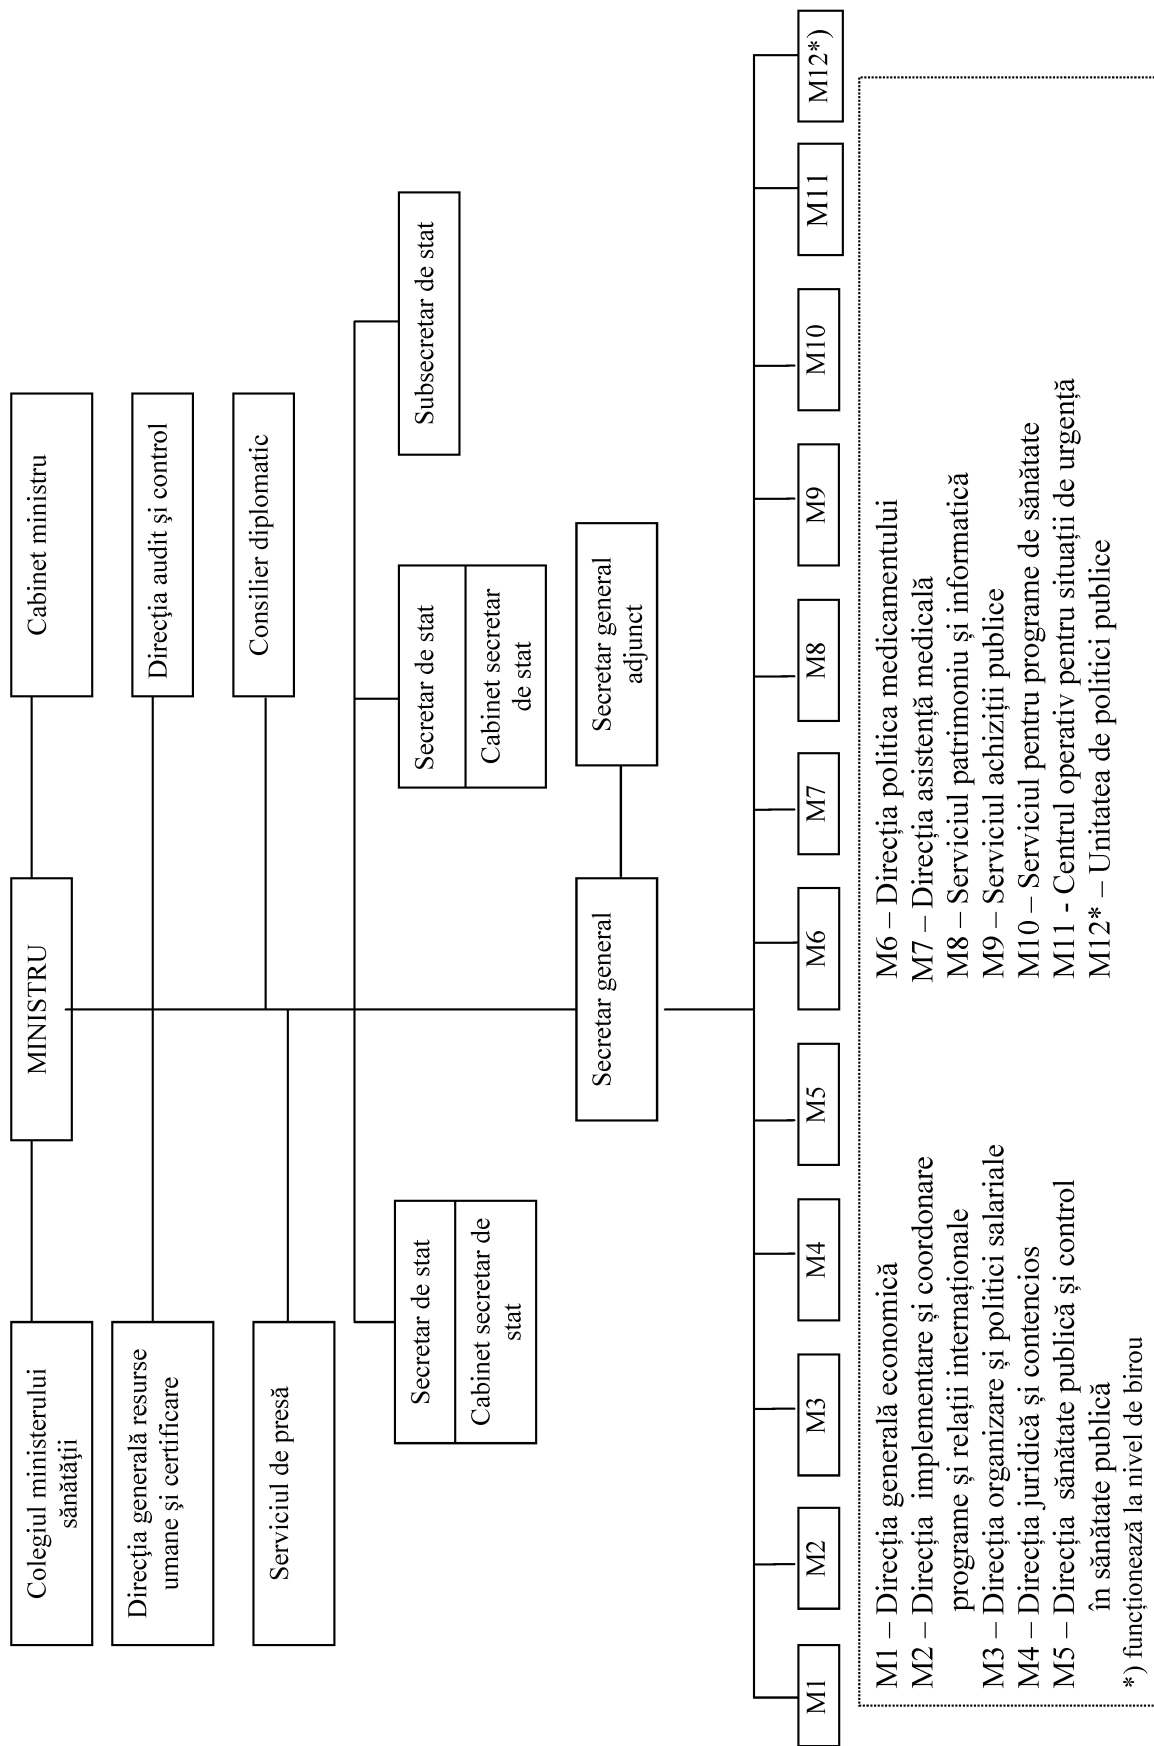 Colegiul ministerului
sănătăţii
MINISTRU
Cabinet ministru
Direcţia generală resurse
umane şi certificare
Direcţia audit şi control
Serviciul de presă
Consilier diplomatic
Secretar de stat
Cabinet secretar de
stat
Secretar de stat
Cabinet secretar
de stat
Subsecretar de stat
Secretar general
Secretar general
adjunct
M1
M2
M3
M4
M5
M6
M7
M8
M9
M10
M11
M12*)
M1 – Direcția generală economică
M2 – Direcția implementare și coordonare
programe și relații internaționale
M3 – Direcția organizare și politici salariale
M4 – Direcția juridică și contencios
M5 – Direcția sănătate publică și control
în sănătate publică
*) funcționează la nivel de birou
M6 – Direcția politica medicamentului
M7 – Direcția asistență medicală
M8 – Serviciul patrimoniu și informatică
M9 – Serviciul achiziții publice
M10 – Serviciul pentru programe de sănătate
M11 - Centrul operativ pentru situații de urgență
M12* – Unitatea de politici publice